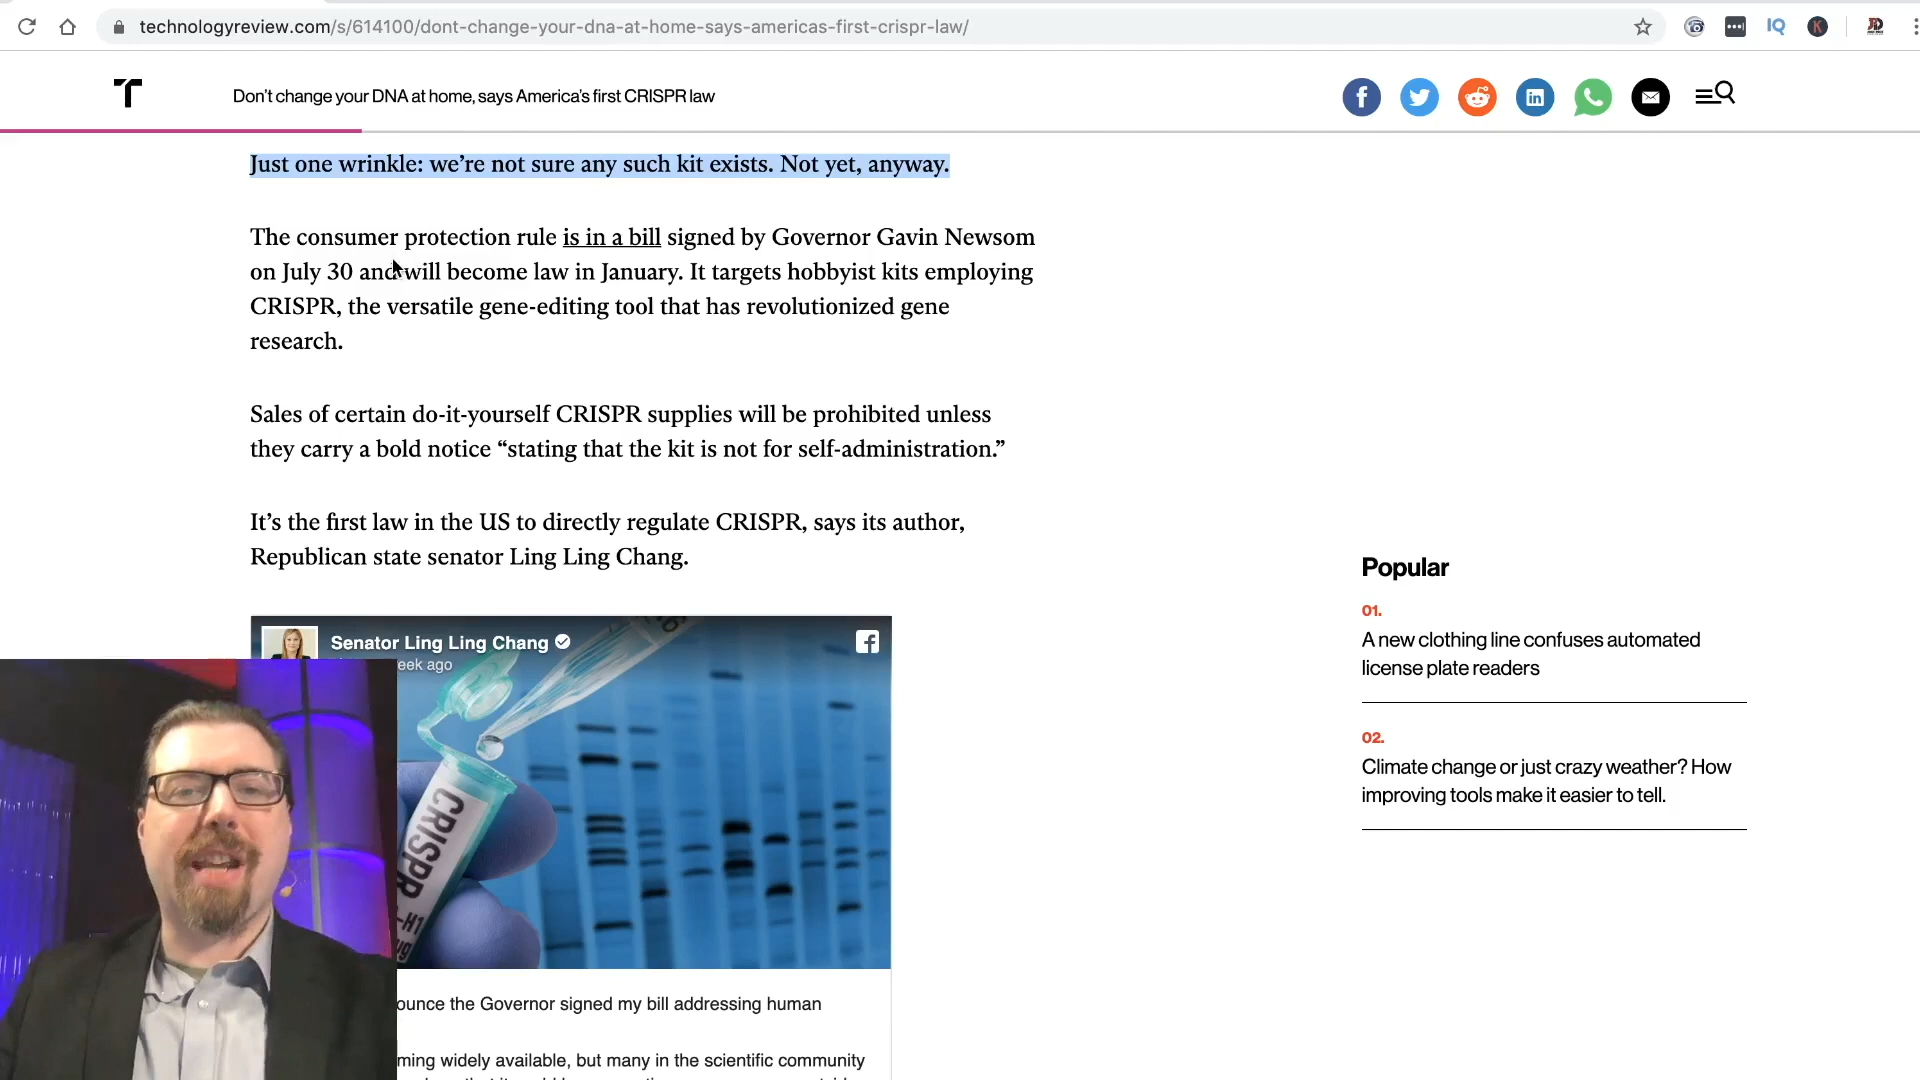 technologyreview.com/s/614100/dont-change-your-dna-at-home-says-americas-first-crispr-law/
IQ
K
Don't change your DNA at home, says America's first CRISPR law
Just one wrinkle: we're not sure any such kit exists. Not yet, anyway.
The consumer protection rule is in a bill signed by Governor Gavin Newsom
on July 30 and will become law in January. It targets hobbyist kits employing
CRISPR, the versatile gene-editing tool that has revolutionized gene
research.
Sales of certain do-it-yourself CRISPR supplies will be prohibited unless
they carry a bold notice “stating that the kit is not for self-administration.”
It's the first law in the US to directly regulate CRISPR, says its author,
Republican state senator Ling Ling Chang.
Senator Ling Ling Chang
eek ago
CRISPR
ounce the Governor signed my bill addressing human
ming widely available, but many in the scientific community
Popular
01.
A new clothing line confuses automated
license plate readers
02.
Climate change or just crazy weather? How
improving tools make it easier to tell.